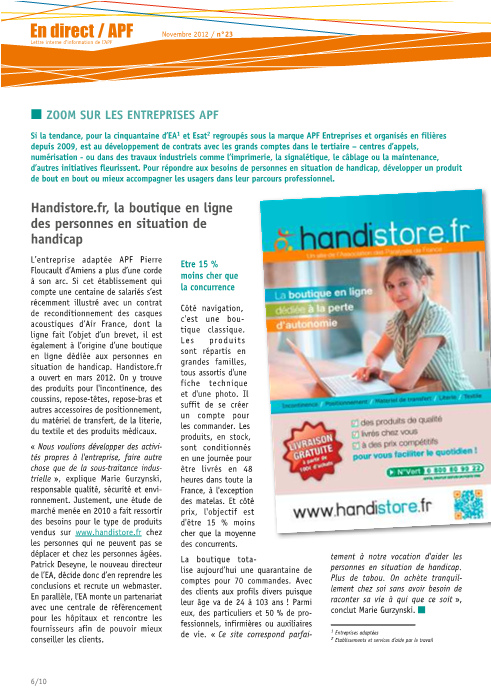 En direct / APF
Lettre interne d'information de l'APF
Novembre 2012 / n°23
ZOOM SUR LES ENTREPRISES APF
Si la tendance, pour la cinquantaine d'EA¹ et Esat² regroupés sous la marque APF Entreprises et organisés en filières
depuis 2009, est au développement de contrats avec les grands comptes dans le tertiaire – centres d'appels,
numérisation - ou dans des travaux industriels comme l'imprimerie, la signalétique, le câblage ou la maintenance,
d'autres initiatives fleurissent. Pour répondre aux besoins de personnes en situation de handicap, développer un produit
de bout en bout ou mieux accompagner les usagers dans leur parcours professionnel.
Handistore.fr, la boutique en ligne
des personnes en situation de
handicap
L'entreprise adaptée APF Pierre
Floucault d'Amiens a plus d'une corde
à son arc. Si cet établissement qui
compte une centaine de salariés s'est
récemment illustré avec un contrat
de reconditionnement des casques
acoustiques d'Air France, dont la
ligne fait l'objet d'un brevet, il est
également à l'origine d'une boutique
en ligne dédiée aux personnes en
situation de handicap. Handistore.fr
a ouvert en mars 2012. On y trouve
des produits pour l'incontinence, des
coussins, repose-têtes, repose-bras et
autres accessoires de positionnement,
du matériel de transfert, de la literie,
du textile et des produits médicaux.
« Nous voulions développer des activi-
tés propres à l'entreprise, faire autre
chose que de la sous-traitance indus-
trielle », explique Marie Gurzynski,
responsable qualité, sécurité et envi-
ronnement. Justement, une étude de
marché menée en 2010 a fait ressortir
des besoins pour le type de produits
vendus sur www.handistore.fr chez
les personnes qui ne peuvent pas se
déplacer et chez les personnes âgées.
Patrick Deseyne, le nouveau directeur
de l'EA, décide donc d'en reprendre les
conclusions et recrute un webmaster.
En parallèle, l'EA monte un partenariat
avec une centrale de référencement
pour les hôpitaux et rencontre les
fournisseurs afin de pouvoir mieux
conseiller les clients.
Etre 15 %
moins cher que
la concurrence
Côté navigation,
c'est une bou-
tique classique.
Les produits
sont répartis en
grandes familles,
tous assortis d'une
fiche technique
et d'une photo. Il
suffit de se créer
un compte pour
les commander. Les
produits, en stock,
sont conditionnés
en une journée pour
être livrés en 48
heures dans toute la
France, à l'exception
des matelas. Et côté
prix, l'objectif est
d'être 15 % moins
cher que la moyenne
des concurrents.
La boutique tota-
lise aujourd'hui une quarantaine de
comptes pour 70 commandes. Avec
des clients aux profils divers puisque
leur âge va de 24 à 103 ans ! Parmi
eux, des particuliers et 50 % de pro-
fessionnels, infirmières ou auxiliaires
de vie. « Ce site correspond parfai-
handistore.fr
Un site de l'Association des Paralysés de France
La boutique en ligne
dédiée à la perte
d'autonomie
Incontinence / Positionnement / Matériel de transfert / Literie / Textile
LIVRAISON
GRATUITE
à partir de
100€ d'achats
des produits de qualité
livrés chez vous
à des prix compétitifs
pour vous faciliter le quotidien !
N°Vert 0 809 80 90 22
www.handistore.fr
tement à notre vocation d'aider les
personnes en situation de handicap.
Plus de tabou. On achète tranquil-
lement chez soi sans avoir besoin de
raconter sa vie à qui que ce soit »,
conclut Marie Gurzynski.
¹ Entreprises adaptées
² Etablissements et services d'aide par le travail
6/10